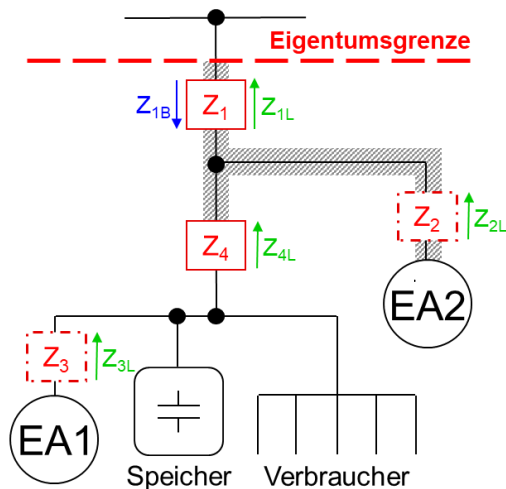 Eigentumsgrenze
Z1B
Z1
Z1L
Z2
Z2L
Z4
Z4L
EA2
Z3
Z3L
EA1
Speicher
Verbraucher